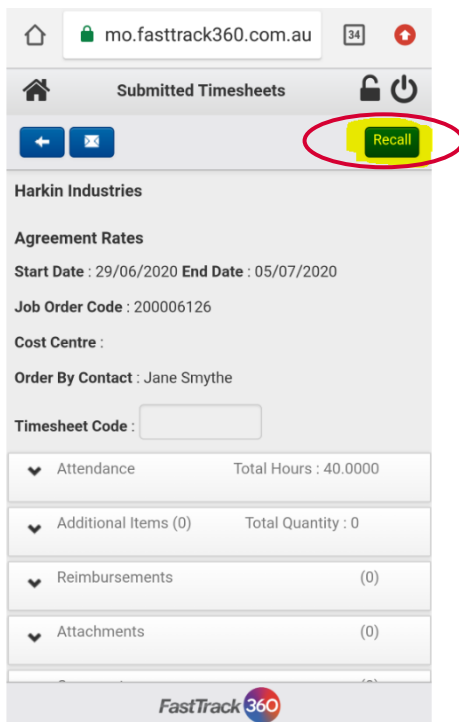 mo.fasttrack360.com.au 34
Submitted Timesheets
Recall
Harkin Industries
Agreement Rates
Start Date : 29/06/2020 End Date : 05/07/2020
Job Order Code : 200006126
Cost Centre :
Order By Contact : Jane Smythe
Timesheet Code :
Attendance Total Hours : 40.0000
Additional Items (0) Total Quantity : 0
Reimbursements (0)
Attachments (0)
FastTrack 360